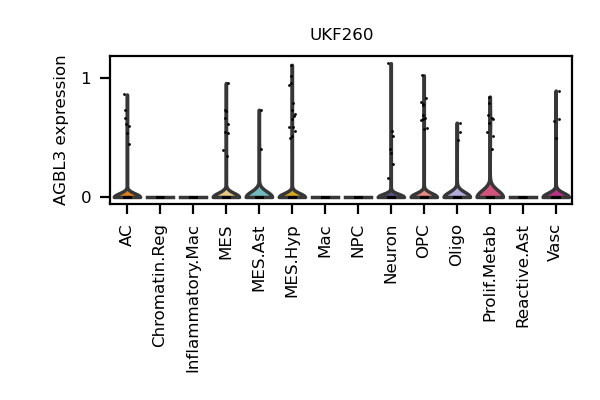 UKF260
AGBL3 expression
1
0
AC
Chromatin.Reg
Inflammatory.Mac
MES
MES.Ast
MES.Hyp
Mac
NPC
Neuron
OPC
Oligo
Prolif.Metab
Reactive.Ast
Vasc